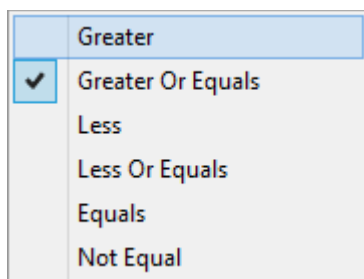 Greater
Greater Or Equals
Less
Less Or Equals
Equals
Not Equal